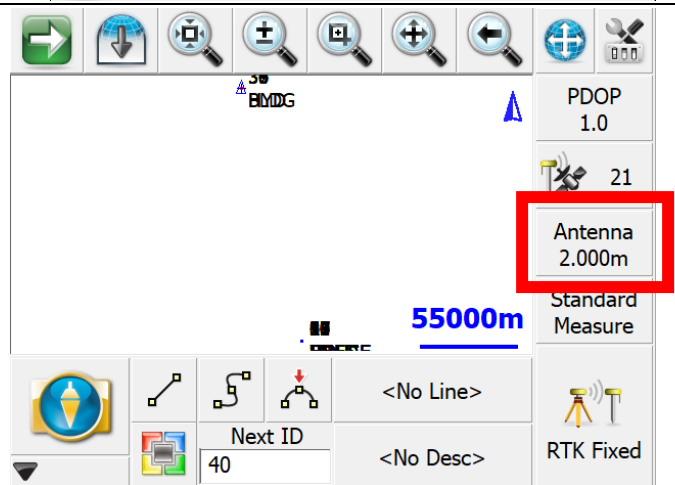 PDOP
1.0
BLDG
21
Antenna
2.000m
Standard
Measure
55000m
<No Line>
Next ID
40
<No Desc>
RTK Fixed